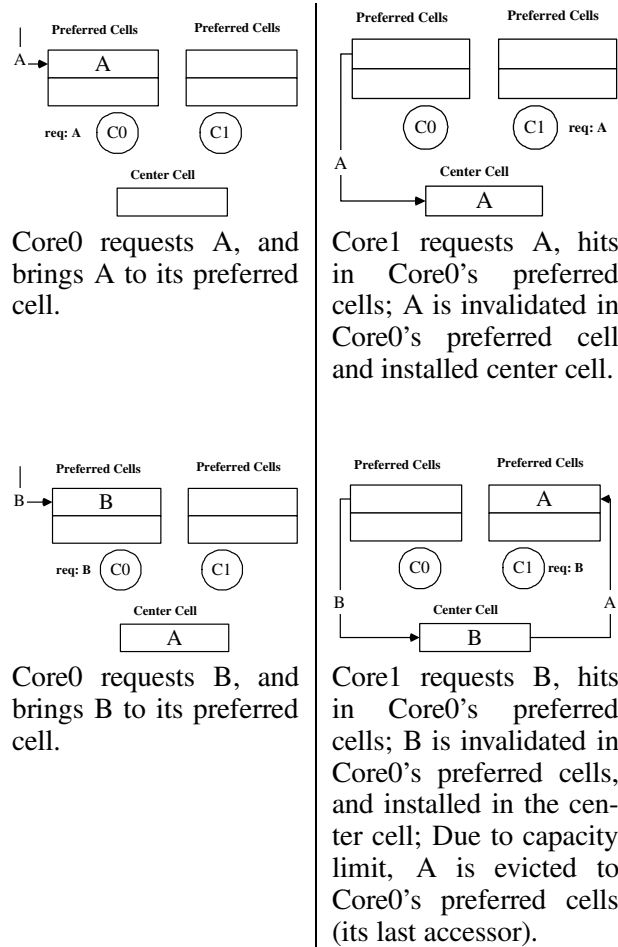 Preferred Cells Preferred Cells
A A
req: A C0 C1
Center Cell
Core0 requests A, and
brings A to its preferred
cell.
C0 C1 req: A
A
Center Cell
A
Core1 requests A, hits
in Core0's preferred
cells; A is invalidated in
Core0's preferred cell
and installed center cell.
Preferred Cells Preferred Cells
B B
req: B C0 C1
Center Cell
A
Core0 requests B, and
brings B to its preferred
cell.
Preferred Cells Preferred Cells
A
C0 C1 req: B
B A
Center Cell
B
Core1 requests B, hits
in Core0's preferred
cells; B is invalidated in
Core0's preferred cells,
and installed in the cen-
ter cell; Due to capacity
limit, A is evicted to
Core0's preferred cells
(its last accessor).